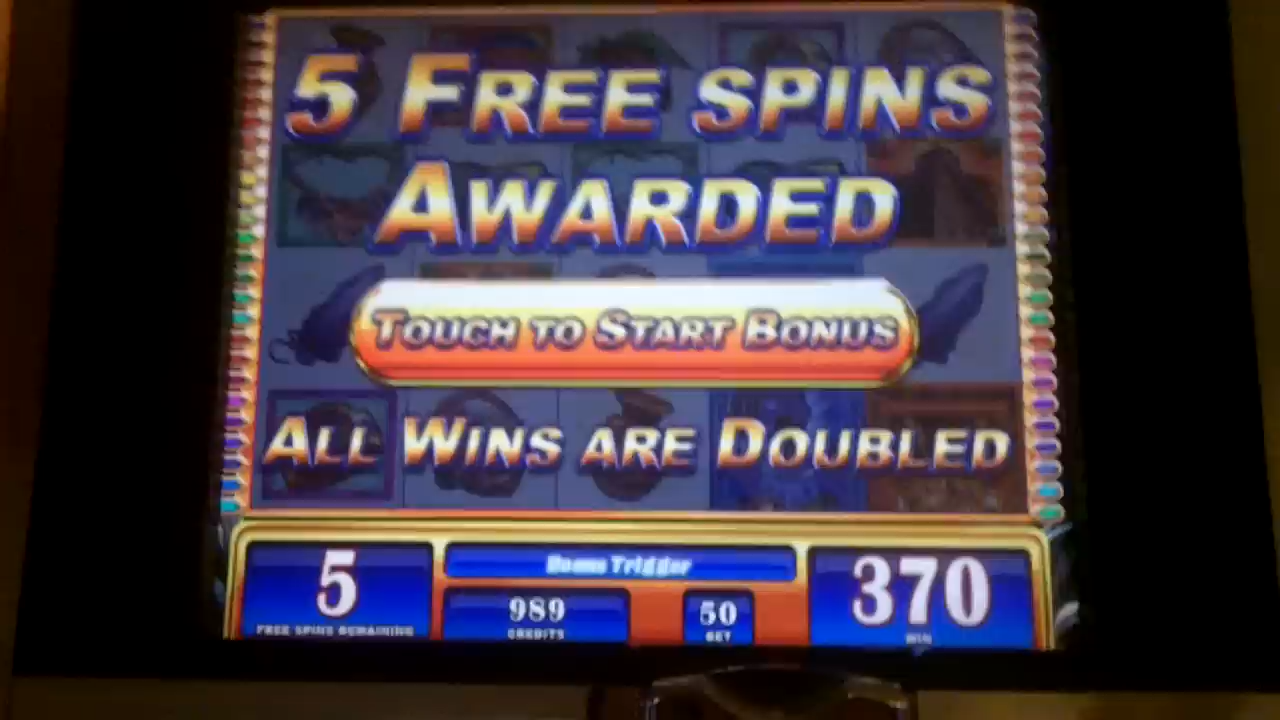 5 FREE SPINS
AWARDED
TOUCH TO START BONUS
ALL WINS ARE DOUBLED
5
FREE SPINS REMAINING
Bonus Trigger
989
CREDITS
50
BET
370
WIN